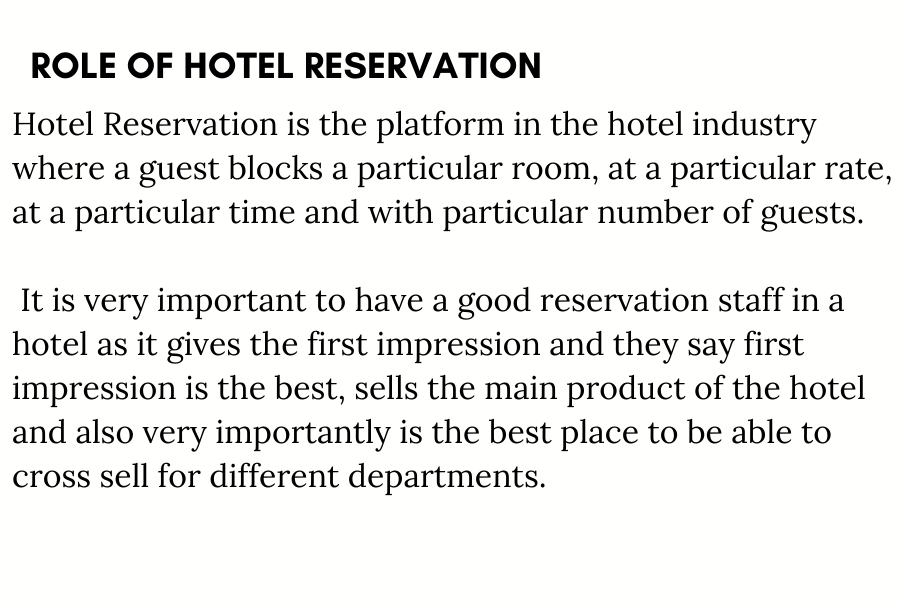 ROLE OF HOTEL RESERVATION
Hotel Reservation is the platform in the hotel industry
where a guest blocks a particular room, at a particular rate,
at a particular time and with particular number of guests.
It is very important to have a good reservation staff in a
hotel as it gives the first impression and they say first
impression is the best, sells the main product of the hotel
and also very importantly is the best place to be able to
cross sell for different departments.